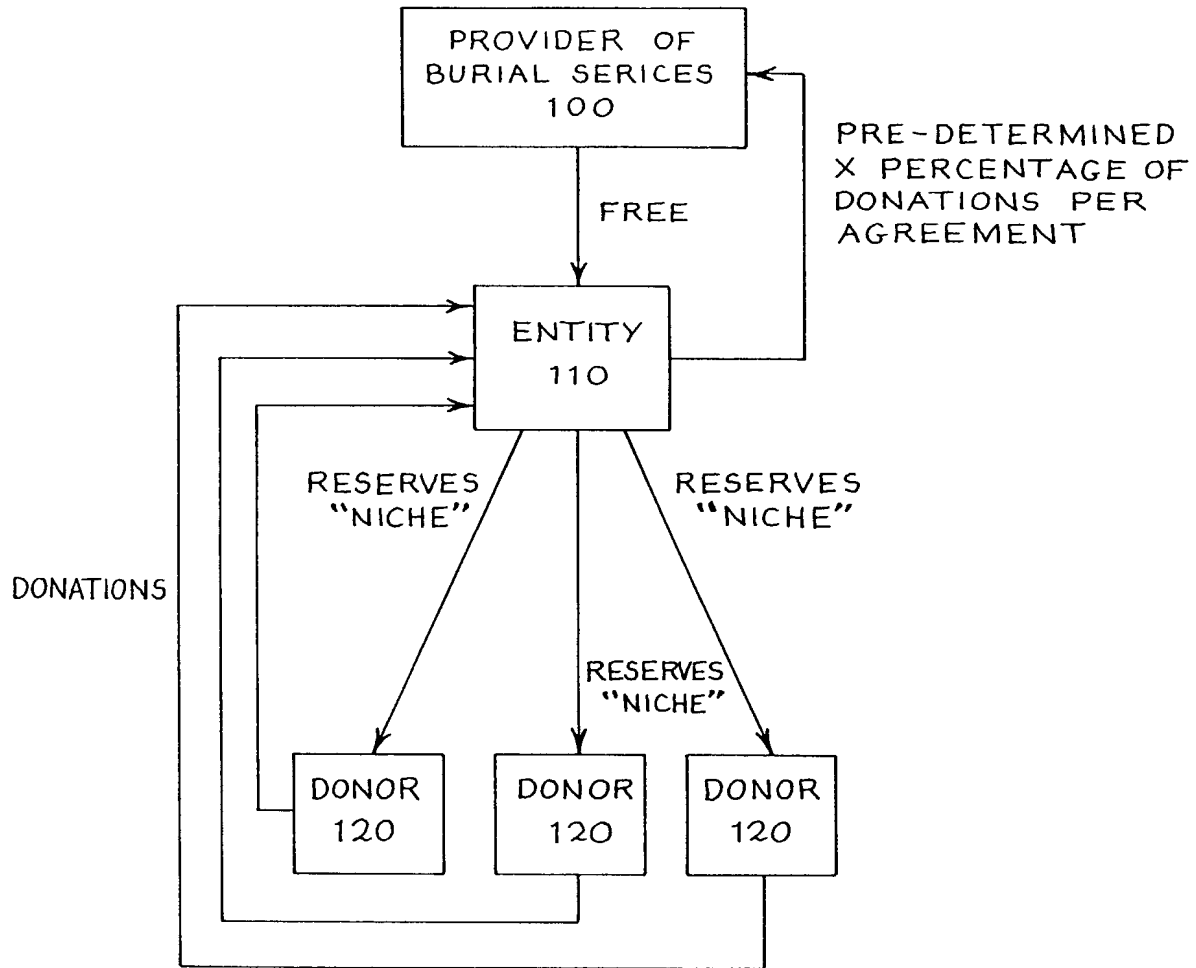 PROVIDER OF
BURIAL SERICES
100
PRE-DETERMINED
X PERCENTAGE OF
DONATIONS PER
AGREEMENT
FREE
ENTITY
110
RESERVES
"NICHE"
RESERVES
"NICHE"
DONATIONS
RESERVES
"NICHE"
DONOR
120
DONOR
120
DONOR
120